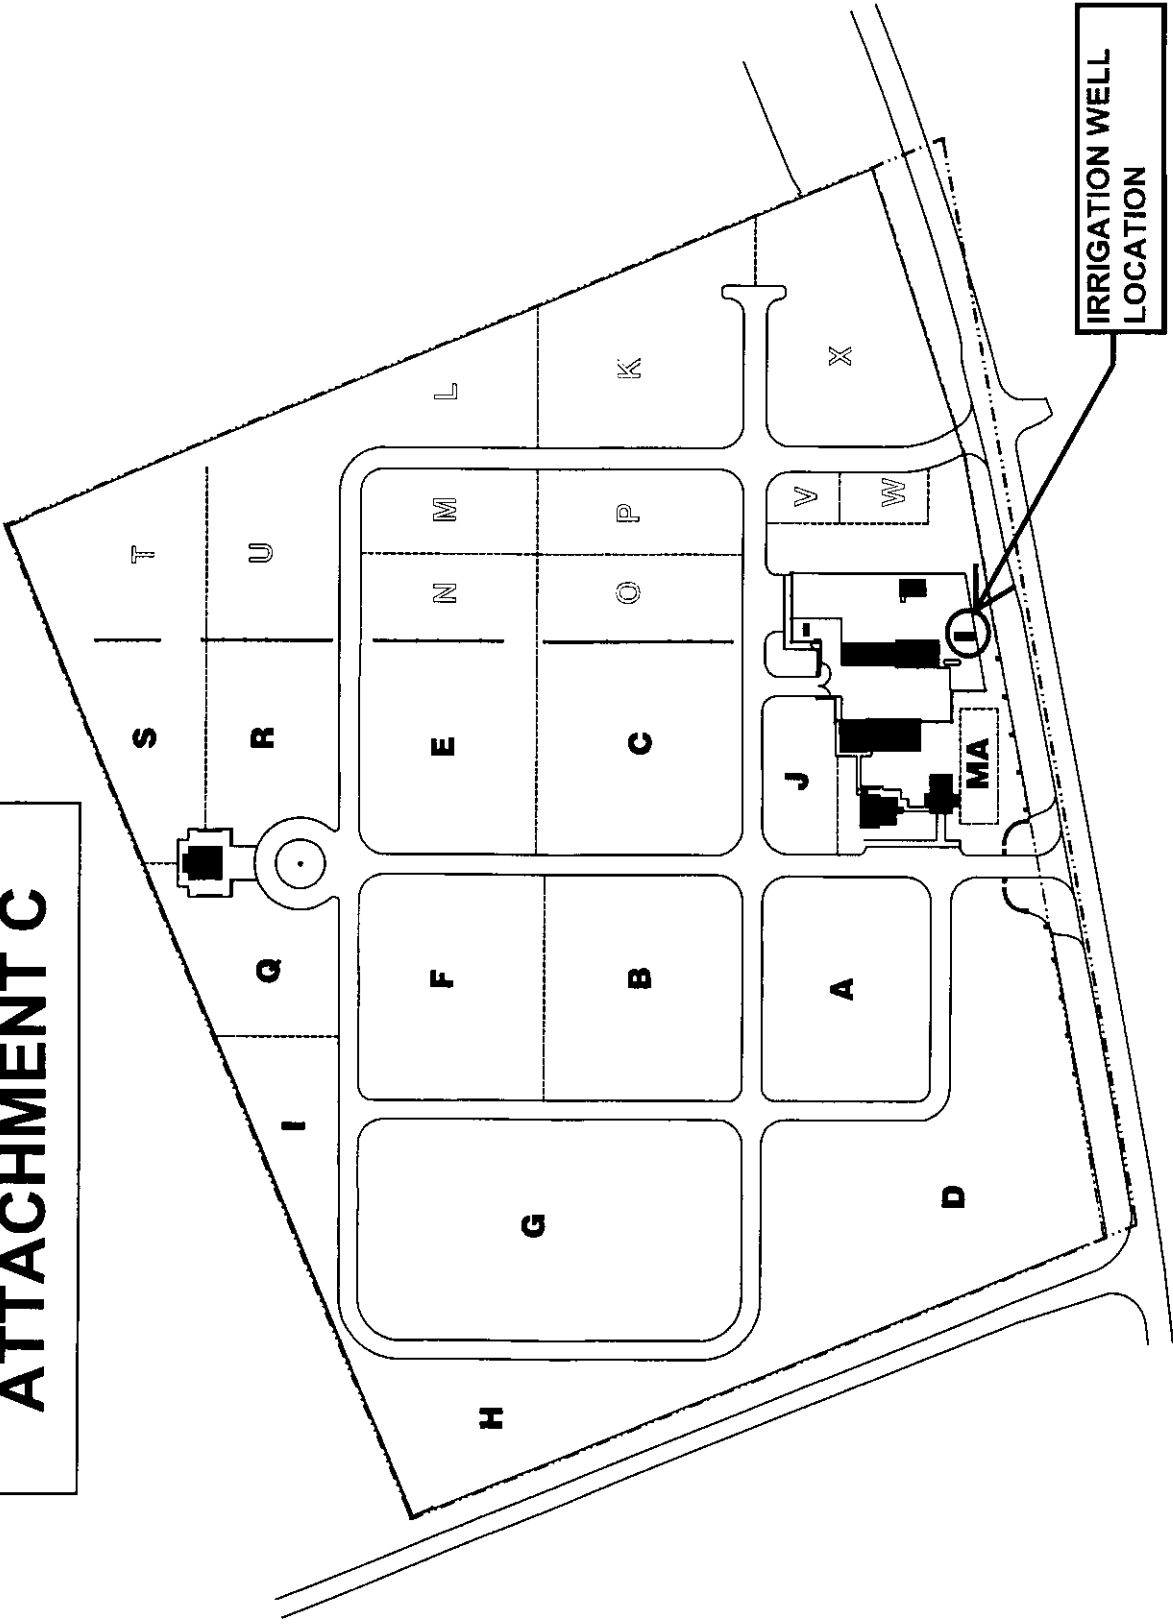 ATTACHMENT C
S T
I Q R U
F E N M L
H G
B C O P K
J V
A X
W
D MA
IRRIGATION WELL
LOCATION